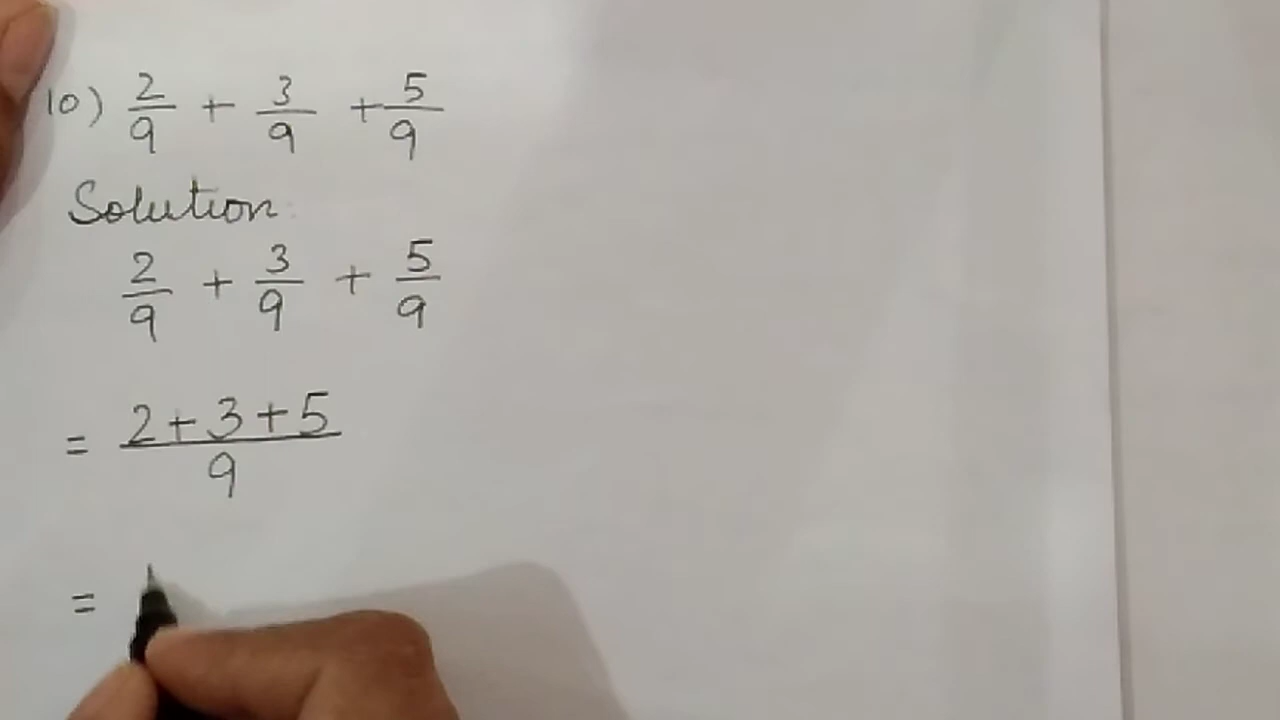 10) 2/9 + 3/9 + 5/9
Solution
2/9 + 3/9 + 5/9
= 2+3+5/9
=